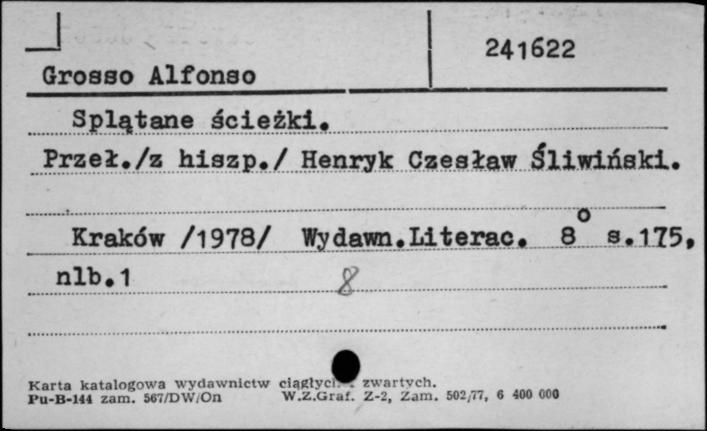 241622
Grosso Alfonso
Splątane ścieżki.
Przeł./z hiszp./ Henryk Czesław Śliwiński.
Kraków /1978/ Wydawn.Literac. 8° s.175,
nlb.1
8
Karta katalogowa wydawnictw zwartych.
Pu-B-144 zam. 567/DW/On W.Z.Graf. Z-2, Zam. 502/77, 6 400 000